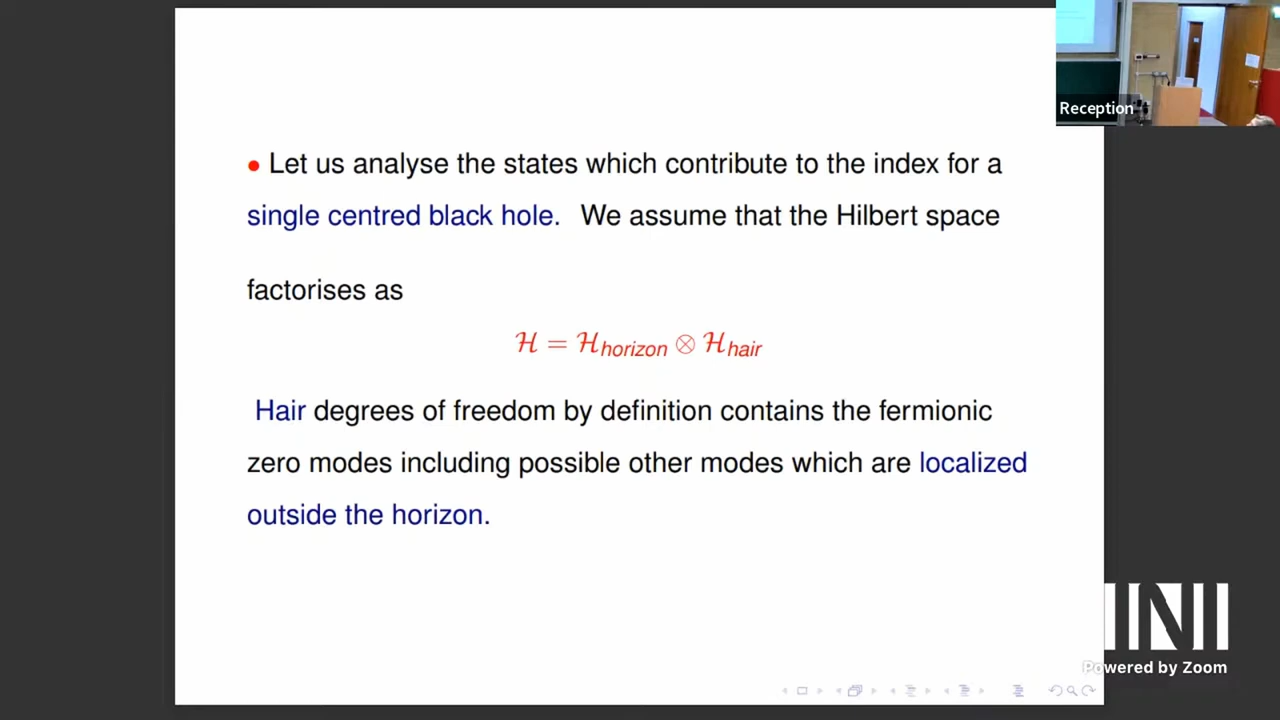 Reception
• Let us analyse the states which contribute to the index for a
single centred black hole. We assume that the Hilbert space
factorises as
ℋ = ℋhorizon ⊗ ℋhair
Hair degrees of freedom by definition contains the fermionic
zero modes including possible other modes which are localized
outside the horizon.
INI
Powered by Zoom